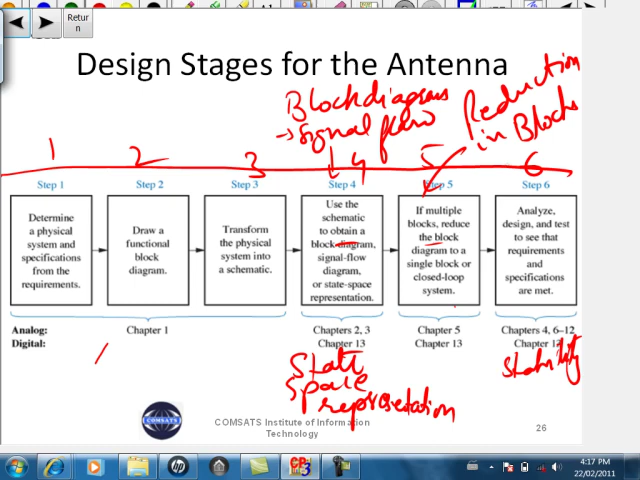 Retur
n
Design Stages for the Antenna
Block diagram
→ Signal flow
Reduction
in Blocks
1 2 3 4 5 6
Step 1 Step 2 Step 3 Step 4 Step 5 Step 6
Determine
a physical
system and
specifications
from the
requirements.
Draw a
functional
block
diagram.
Transform
the physical
system into
a schematic.
Use the
schematic
to obtain a
block diagram,
signal-flow
diagram,
or state-space
representation.
If multiple
blocks, reduce
the block
diagram to a
single block or
closed-loop
system.
Analyze,
design, and test
to see that
requirements
and
specifications
are met.
Analog: Chapter 1 Chapters 2, 3 Chapter 5 Chapters 4, 6–12
Digital: Chapter 13 Chapter 13 Chapter 13
State
Space
representation
Stability
COMSATS
COMSATS Institute of Information
Technology
26
hp
CP
3
4:17 PM
22/02/2011